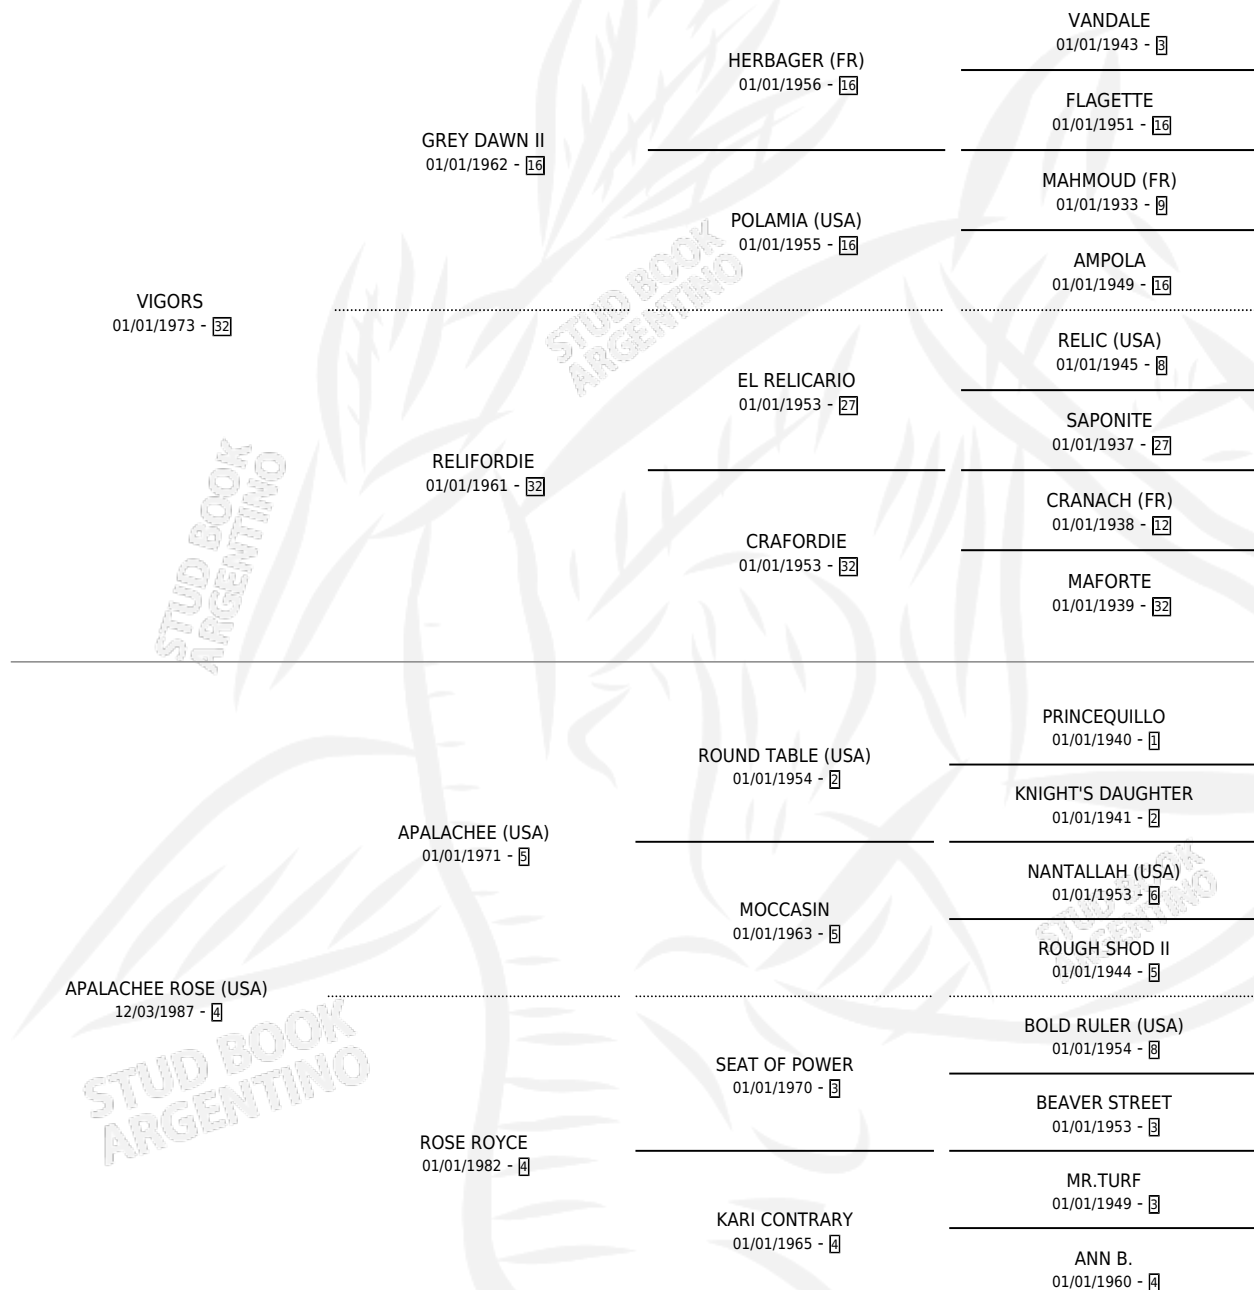 VANDALE
01/01/1943 - 3
HERBAGER (FR)
01/01/1956 - 16
FLAGETTE
01/01/1951 - 16
GREY DAWN II
01/01/1962 - 16
MAHMOUD (FR)
01/01/1933 - 9
POLAMIA (USA)
01/01/1955 - 16
AMPOLA
01/01/1949 - 16
VIGORS
01/01/1973 - 32
RELIC (USA)
01/01/1945 - 8
EL RELICARIO
01/01/1953 - 27
SAPONITE
01/01/1937 - 27
RELIFORDIE
01/01/1961 - 32
CRANACH (FR)
01/01/1938 - 12
CRAFORDIE
01/01/1953 - 32
MAFORTE
01/01/1939 - 32
PRINCEQUILLO
01/01/1940 - 1
ROUND TABLE (USA)
01/01/1954 - 2
KNIGHT'S DAUGHTER
01/01/1941 - 2
APALACHEE (USA)
01/01/1971 - 5
NANTALLAH (USA)
01/01/1953 - 6
MOCCASIN
01/01/1963 - 5
ROUGH SHOD II
01/01/1944 - 5
APALACHEE ROSE (USA)
12/03/1987 - 4
BOLD RULER (USA)
01/01/1954 - 8
SEAT OF POWER
01/01/1970 - 3
BEAVER STREET
01/01/1953 - 3
ROSE ROYCE
01/01/1982 - 4
MR.TURF
01/01/1949 - 3
KARI CONTRARY
01/01/1965 - 4
ANN B.
01/01/1960 - 4
STUD BOOK
ARGENTINO
STUD BOOK
ARGENTINO
STUD BOOK
ARGENTINO
STUD BOOK
ARGENTINO